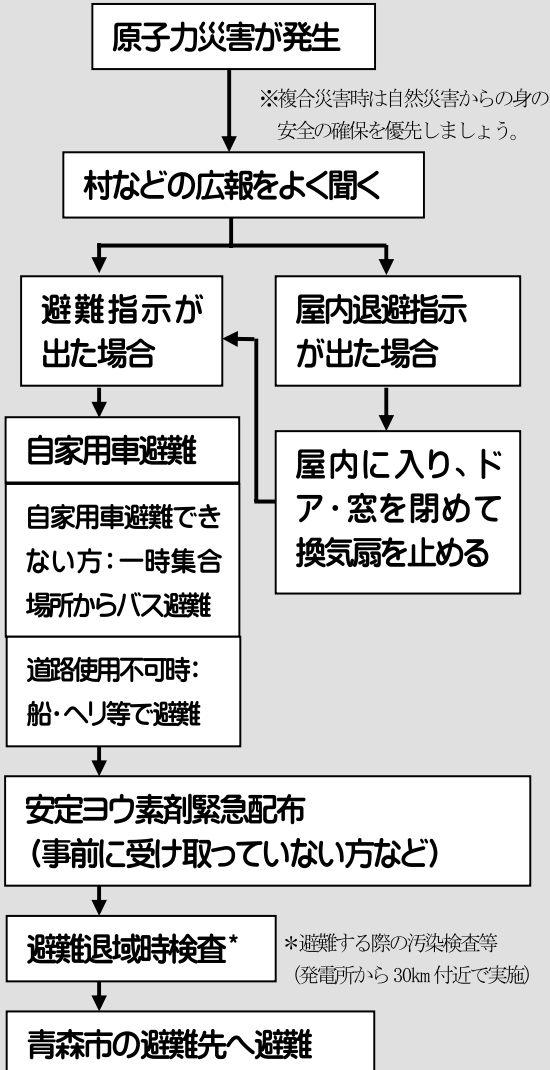 原子力災害が発生
※複合災害時は自然災害からの身の
安全の確保を優先しましょう。
村などの広報をよく聞く
避難指示が
出た場合
屋内退避指示
が出た場合
自家用車避難
自家用車避難でき
ない方：一時集合
場所からバス避難
道路使用不可時：
船・ヘリ等で避難
屋内に入り、ド
ア・窓を閉めて
換気扇を止める
安定ヨウ素剤緊急配布
（事前に受け取っていない方など）
避難退域時検査*
＊避難する際の汚染検査等
（発電所から 30km 付近で実施）
青森市の避難先へ避難